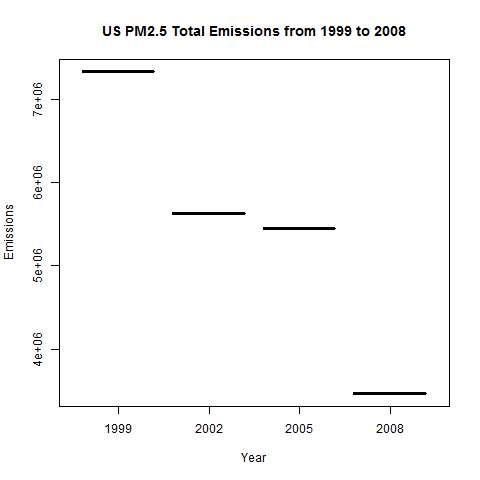 US PM2.5 Total Emissions from 1999 to 2008
7e+06
6e+06
5e+06
4e+06
Emissions
1999 2002 2005 2008
Year